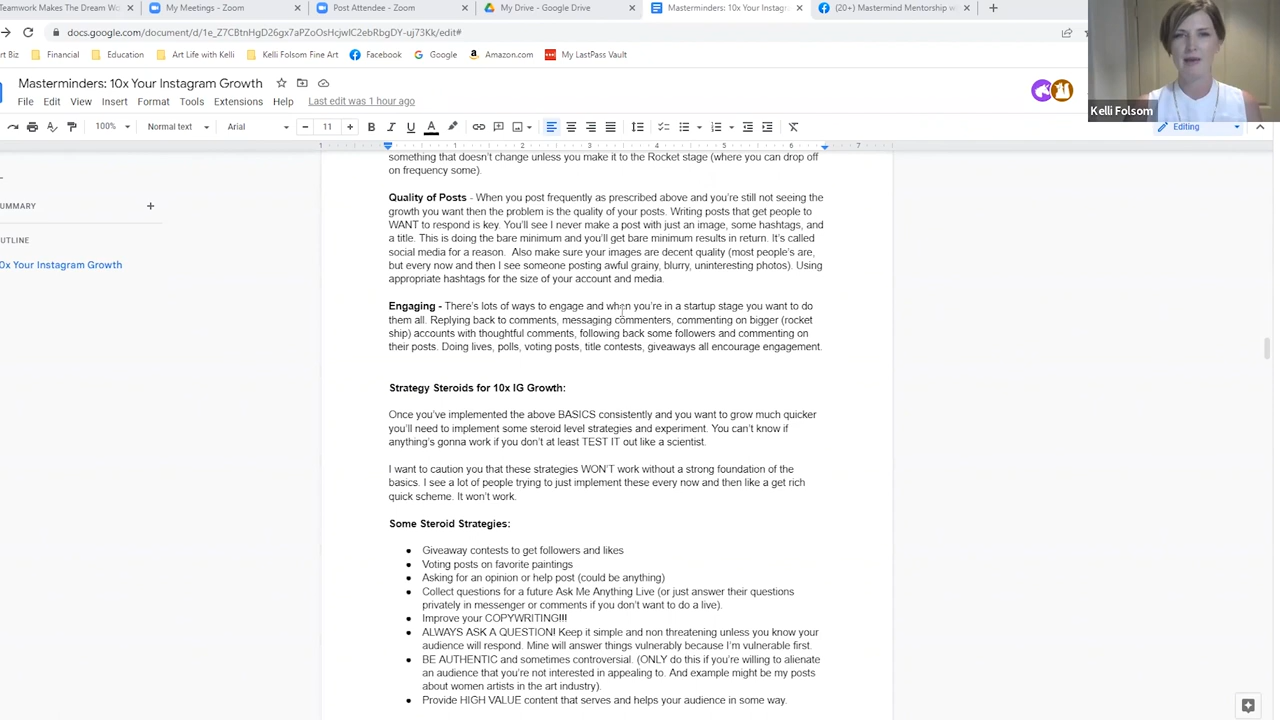 Teamwork Makes The Dream Wo
My Meetings - Zoom
Post Attendee - Zoom
My Drive - Google Drive
Masterminders: 10x Your Instagr
(20+) Mastermind Mentorship w
docs.google.com/document/d/1e_Z7CBtnHgD26gx7aPZoOsHcjwlC2ebRbgDY-uj73Kk/edit#
rt Biz
Financial
Education
Art Life with Kelli
Kelli Folsom Fine Art
Facebook
Google
Amazon.com
My LastPass Vault
Masterminders: 10x Your Instagram Growth
File Edit View Insert Format Tools Extensions Help Last edit was 1 hour ago
100% Normal text Arial 11 B I U A
Editing
Kelli Folsom
1 1 2 3 4 5 6 7
SUMMARY
OUTLINE
0x Your Instagram Growth
something that doesn't change unless you make it to the Rocket stage (where you can drop off
on frequency some).
Quality of Posts - When you post frequently as prescribed above and you're still not seeing the
growth you want then the problem is the quality of your posts. Writing posts that get people to
WANT to respond is key. You'll see I never make a post with just an image, some hashtags, and
a title. This is doing the bare minimum and you'll get bare minimum results in return. It's called
social media for a reason. Also make sure your images are decent quality (most people's are,
but every now and then I see someone posting awful grainy, blurry, uninteresting photos). Using
appropriate hashtags for the size of your account and media.
Engaging - There's lots of ways to engage and when you're in a startup stage you want to do
them all. Replying back to comments, messaging commenters, commenting on bigger (rocket
ship) accounts with thoughtful comments, following back some followers and commenting on
their posts. Doing lives, polls, voting posts, title contests, giveaways all encourage engagement.
Strategy Steroids for 10x IG Growth:
Once you've implemented the above BASICS consistently and you want to grow much quicker
you'll need to implement some steroid level strategies and experiment. You can't know if
anything's gonna work if you don't at least TEST IT out like a scientist.
I want to caution you that these strategies WON'T work without a strong foundation of the
basics. I see a lot of people trying to just implement these every now and then like a get rich
quick scheme. It won't work.
Some Steroid Strategies:
● Giveaway contests to get followers and likes
● Voting posts on favorite paintings
● Asking for an opinion or help post (could be anything)
● Collect questions for a future Ask Me Anything Live (or just answer their questions
privately in messenger or comments if you don't want to do a live).
● Improve your COPYWRITING!!!
● ALWAYS ASK A QUESTION! Keep it simple and non threatening unless you know your
audience will respond. Mine will answer things vulnerably because I'm vulnerable first.
● BE AUTHENTIC and sometimes controversial. (ONLY do this if you're willing to alienate
an audience that you're not interested in appealing to. And example might be my posts
about women artists in the art industry).
● Provide HIGH VALUE content that serves and helps your audience in some way.